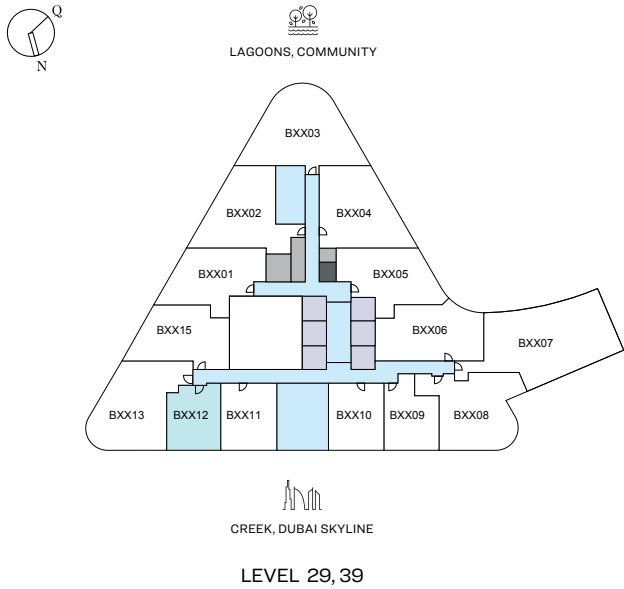 Q
N
LAGOONS, COMMUNITY
BXX03
BXX02
BXX04
BXX01
BXX05
BXX15
BXX06
BXX07
BXX13
BXX12
BXX11
BXX10
BXX09
BXX08
CREEK, DUBAI SKYLINE
LEVEL 29, 39